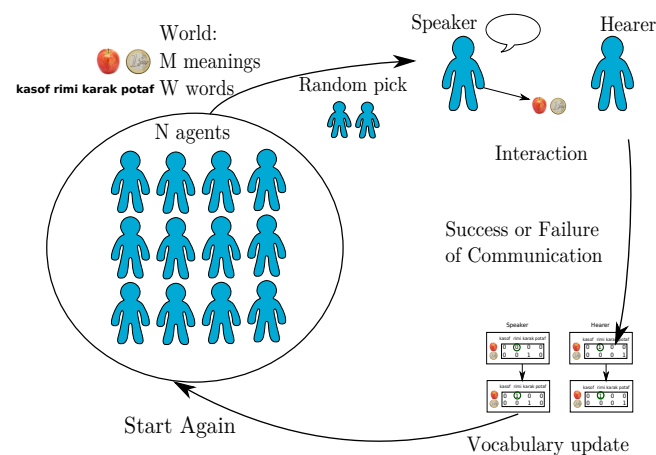 World:
M meanings
kasof rimi karak potaf W words
N agents
Random pick
Speaker
Hearer
Interaction
Success or Failure
of Communication
Speaker
kasof rimi karak potaf
0 0 0 0
0 0 1 0
kasof rimi karak potaf
0 1 0 0
0 0 1 0
Hearer
kasof rimi karak potaf
0 1 0 0
0 0 0 1
kasof rimi karak potaf
0 1 0 0
0 0 0 1
Vocabulary update
Start Again